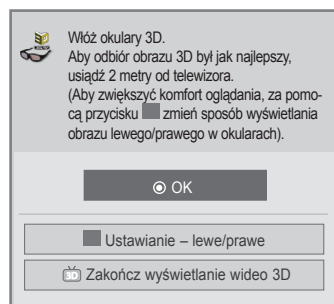 Włóż okulary 3D.
Aby odbiór obrazu 3D był jak najlepszy,
usiądź 2 metry od telewizora.
(Aby zwiększyć komfort oglądania, za pomo-
cą przycisku zmień sposób wyświetlania
obrazu lewego/prawego w okularach).
OK
Ustawianie – lewe/prawe
3D Zakończ wyświetlanie wideo 3D